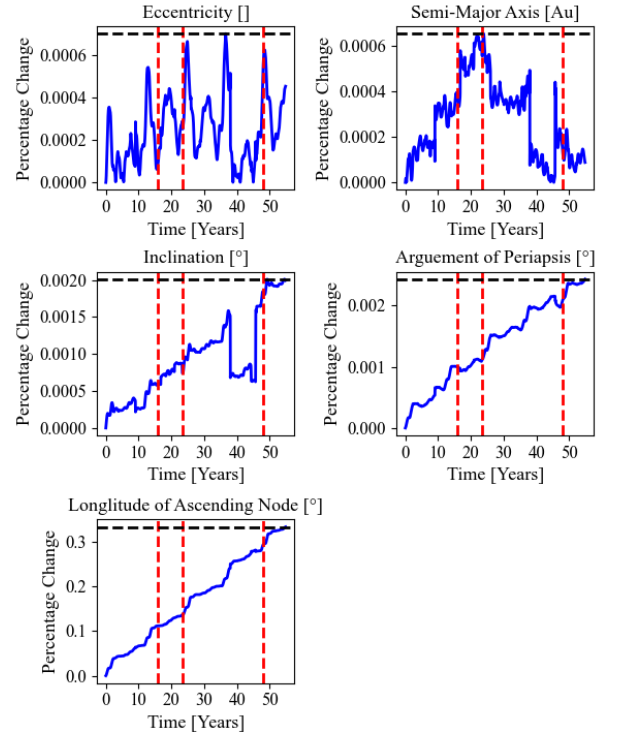 Eccentricity []
Percentage Change
0.0006
0.0004
0.0002
0.0000
0 10 20 30 40 50
Time [Years]
Semi-Major Axis [Au]
Percentage Change
0.0006
0.0004
0.0002
0.0000
0 10 20 30 40 50
Time [Years]
Inclination [°]
Percentage Change
0.0020
0.0015
0.0010
0.0005
0.0000
0 10 20 30 40 50
Time [Years]
Arguement of Periapsis [°]
Percentage Change
0.002
0.001
0.000
0 10 20 30 40 50
Time [Years]
Longlitude of Ascending Node [°]
Percentage Change
0.3
0.2
0.1
0.0
0 10 20 30 40 50
Time [Years]